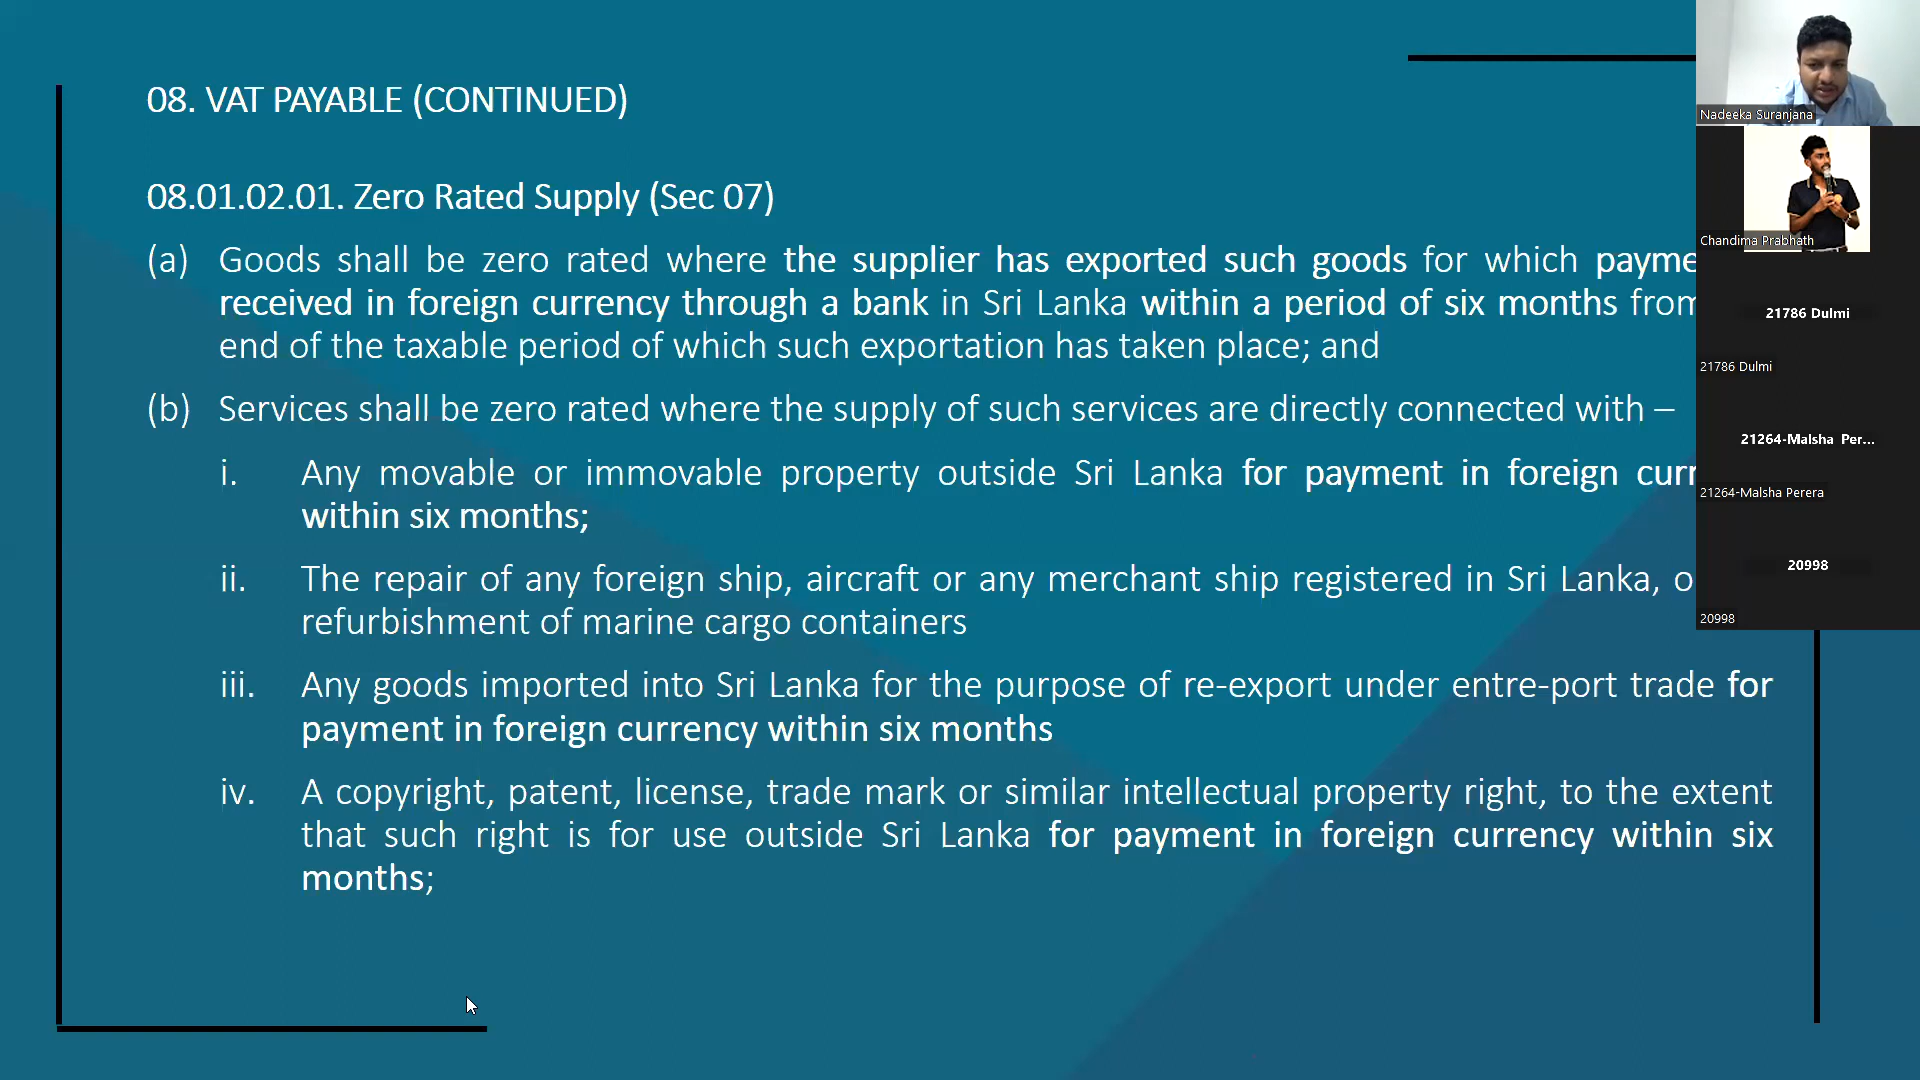 08. VAT PAYABLE (CONTINUED)
08.01.02.01. Zero Rated Supply (Sec 07)
(a) Goods shall be zero rated where the supplier has exported such goods for which
received in foreign currency through a bank in Sri Lanka within a period of six months from
end of the taxable period of which such exportation has taken place; and
(b) Services shall be zero rated where the supply of such services are directly connected with –
i. Any movable or immovable property outside Sri Lanka for payment in foreign
within six months;
ii. The repair of any foreign ship, aircraft or any merchant ship registered in Sri Lanka,
refurbishment of marine cargo containers
iii. Any goods imported into Sri Lanka for the purpose of re-export under entre-port trade for
payment in foreign currency within six months
iv. A copyright, patent, license, trade mark or similar intellectual property right, to the extent
that such right is for use outside Sri Lanka for payment in foreign currency within six
months;
Nadeeka Suranjana
Chandima Prabhath
21786 Dulmi
21786 Dulmi
21264-Malsha Per...
21264-Malsha Perera
20998
20998